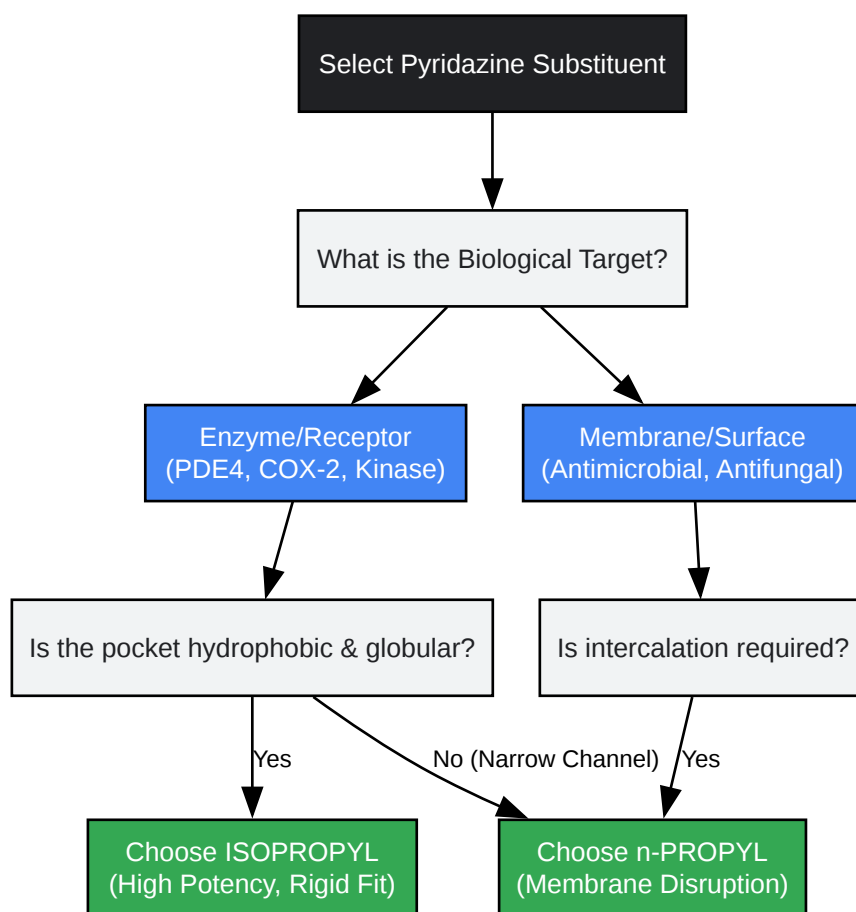 Select Pyridazine Substituent
What is the Biological Target?
Enzyme/Receptor
(PDE4, COX-2, Kinase)
Membrane/Surface
(Antimicrobial, Antifungal)
Is the pocket hydrophobic & globular?
Is intercalation required?
Yes
No (Narrow Channel)
Yes
Choose ISOPROPYL
(High Potency, Rigid Fit)
Choose n-PROPYL
(Membrane Disruption)